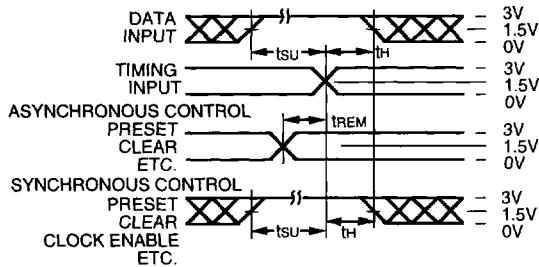 DATA
INPUT
tSU
tH
3V
1.5V
0V
TIMING
INPUT
3V
1.5V
0V
ASYNCHRONOUS CONTROL
PRESET
CLEAR
ETC.
tREM
3V
1.5V
0V
SYNCHRONOUS CONTROL
PRESET
CLEAR
CLOCK ENABLE
ETC.
tSU
tH
3V
1.5V
0V